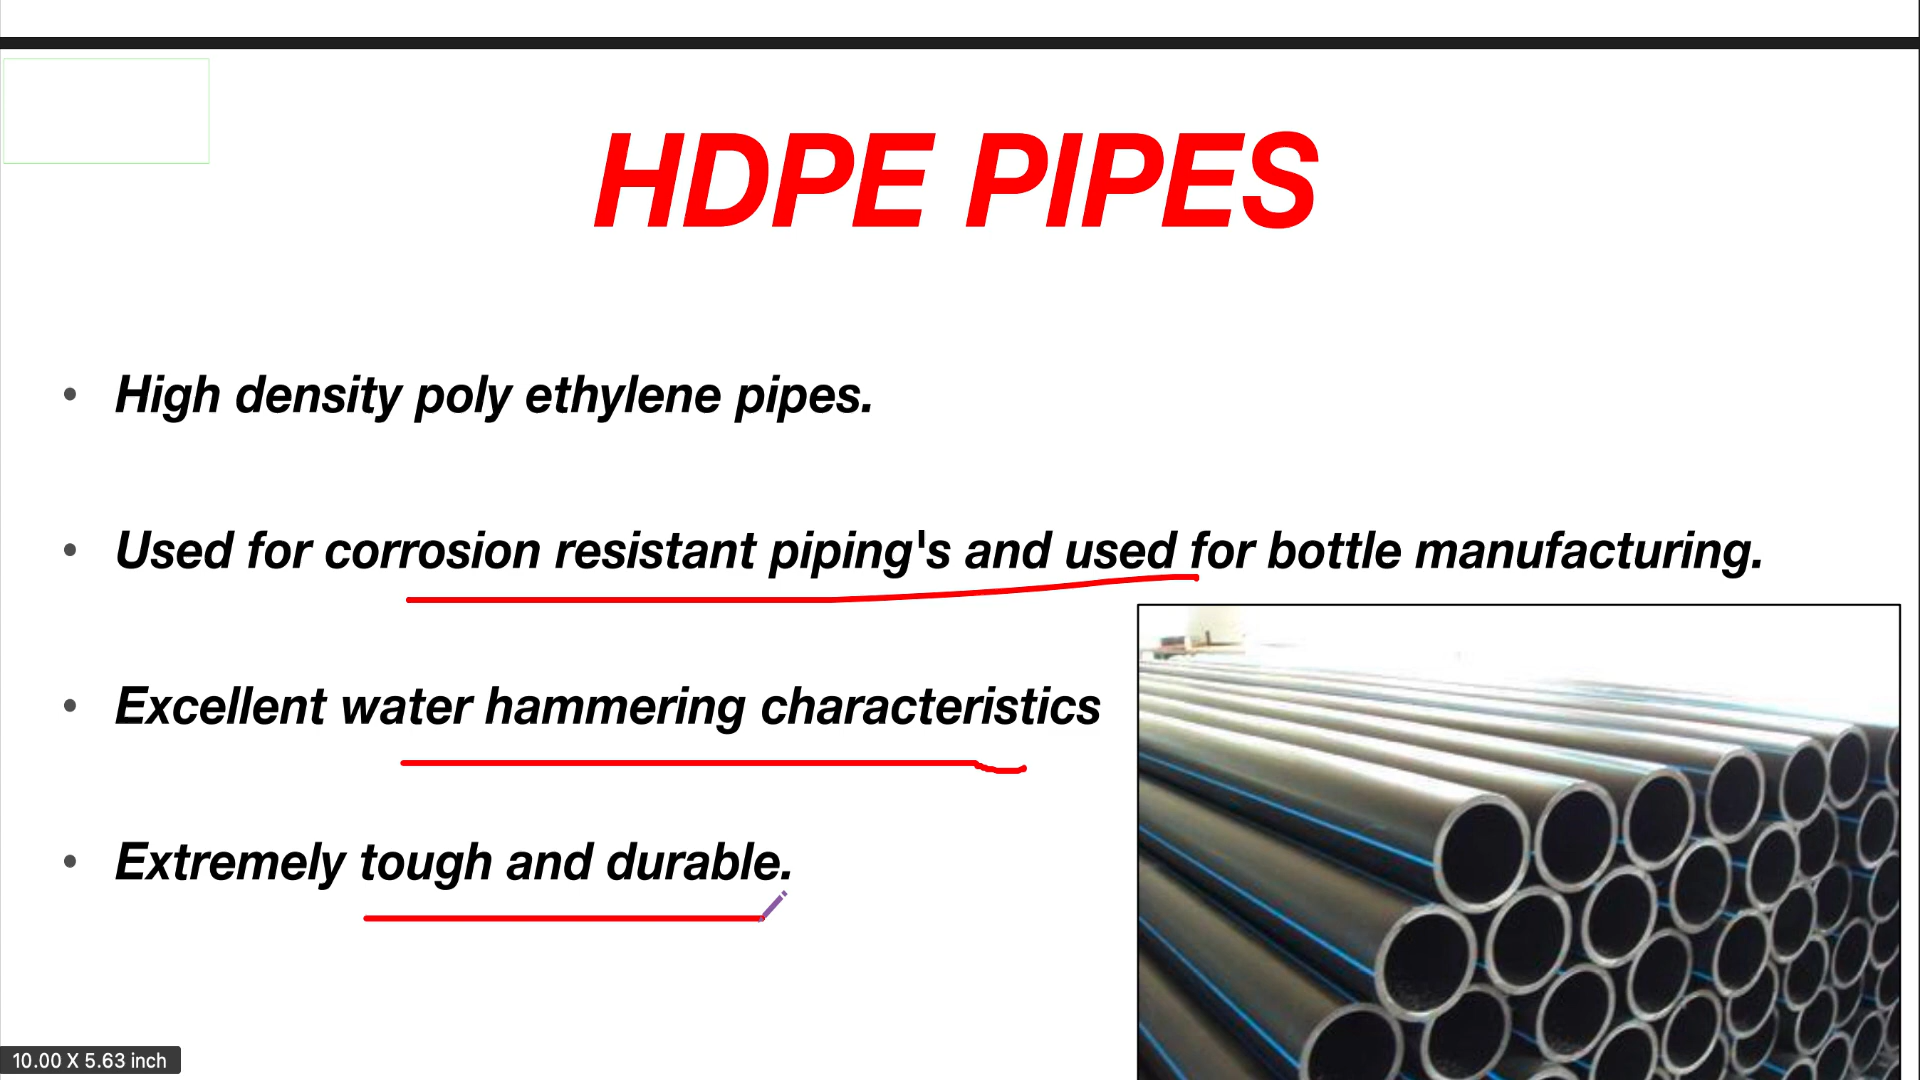 HDPE PIPES
• High density poly ethylene pipes.
• Used for corrosion resistant piping's and used for bottle manufacturing.
• Excellent water hammering characteristics
• Extremely tough and durable.
10.00 X 5.63 inch